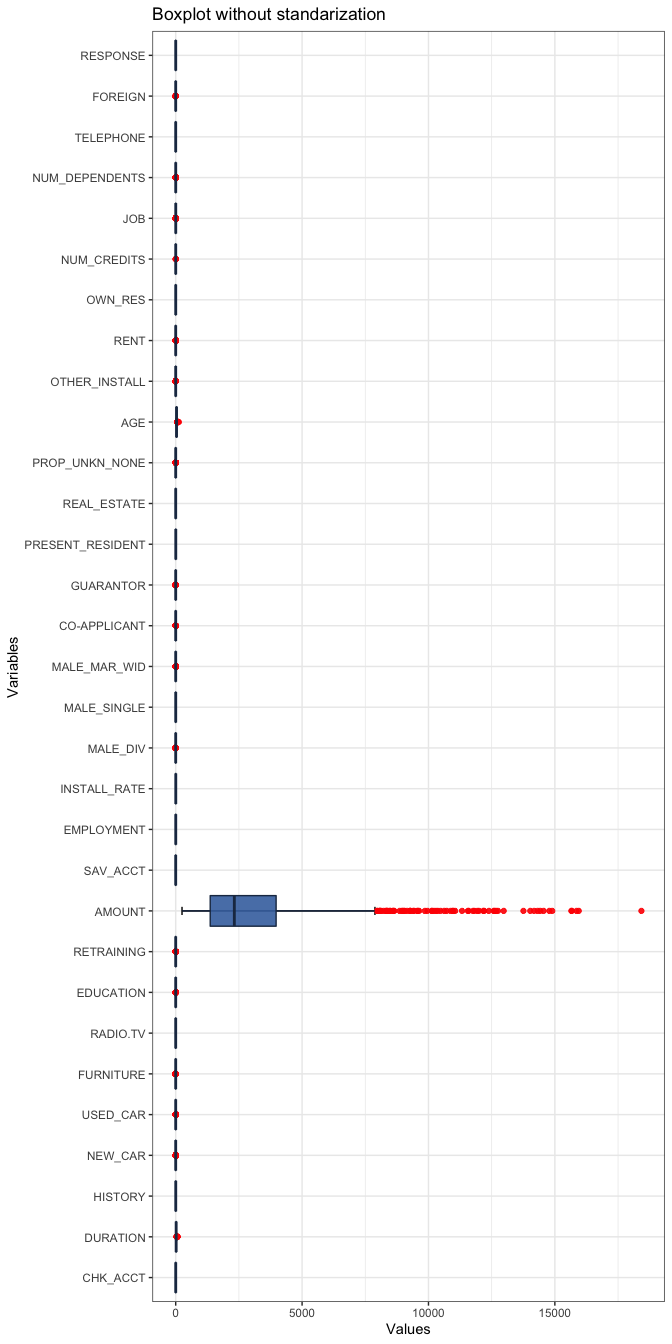 Boxplot without standarization
RESPONSE
FOREIGN
TELEPHONE
NUM_DEPENDENTS
JOB
NUM_CREDITS
OWN_RES
RENT
OTHER_INSTALL
AGE
PROP_UNKN_NONE
REAL_ESTATE
PRESENT_RESIDENT
GUARANTOR
CO-APPLICANT
MALE_MAR_WID
MALE_SINGLE
MALE_DIV
INSTALL_RATE
EMPLOYMENT
SAV_ACCT
AMOUNT
RETRAINING
EDUCATION
RADIO.TV
FURNITURE
USED_CAR
NEW_CAR
HISTORY
DURATION
CHK_ACCT
Variables
0 5000 10000 15000
Values